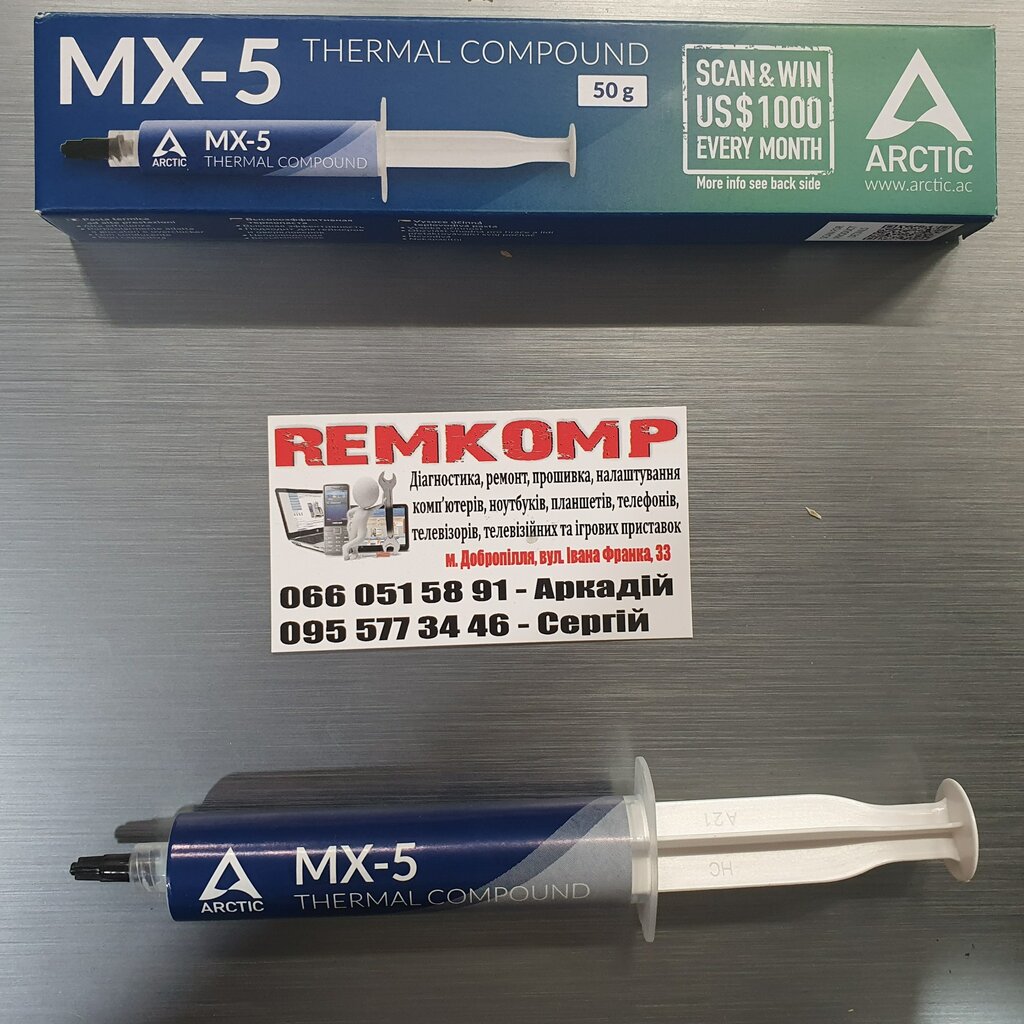 MX-5 THERMAL COMPOUND
50 g
ARCTIC
MX-5
THERMAL COMPOUND
SCAN & WIN
US$1000
EVERY MONTH
More info see back side
ARCTIC
www.arctic.ac
REMKOMP
Діагностика, ремонт, прошивка, налаштування
комп'ютерів, ноутбуків, планшетів, телефонів,
телевізорів, телевізійних та ігрових приставок
м. Добропілля, вул. Івана Франка, 33
066 051 58 91 - Аркадій
095 577 34 46 - Сергій
A21
HC
ARCTIC
MX-5
THERMAL COMPOUND